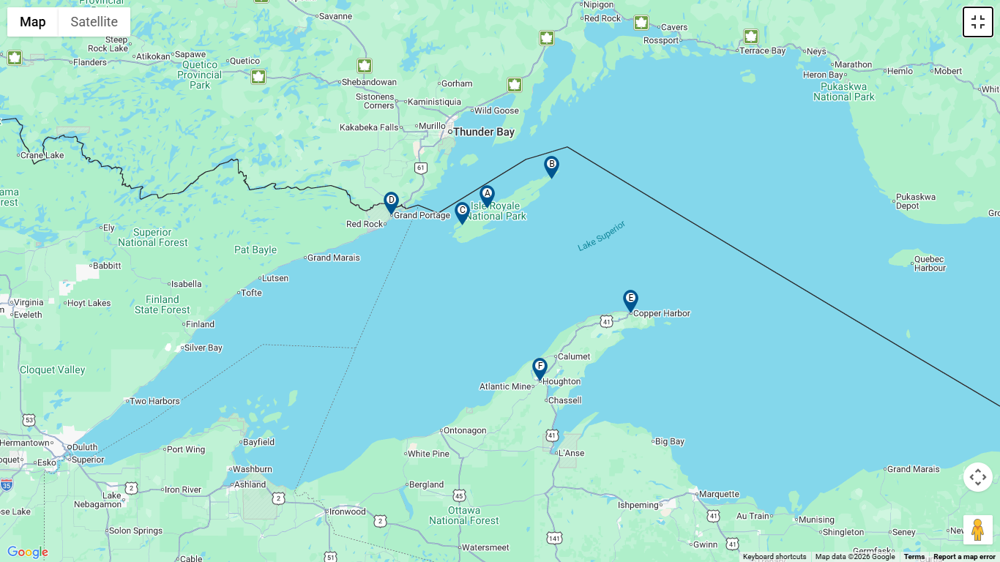 Provincial
Park
Map
Satellite
Savanne
Nipigon
Red Rock
Cavers
Rossport
Terrace Bay
Neys
Marathon
Heron Bay
Hemlo
Mobert
Pukaskwa
National Park
Steep
Rock Lake
Atikokan
Sapawe
Flanders
Quetico
Quetico
Provincial
Park
Shebandowan
Gorham
Sistonens
Corners
Kaministiquia
Wild Goose
Kakabeka Falls
Murillo
Thunder Bay
Crane Lake
61
B
A
D
C
Isle Royale
National Park
Grand Portage
Red Rock
Pukaskwa
Depot
Ely
Superior
National Forest
Lake Superior
Pat Bayle
Grand Marais
Babbitt
Quebec
Harbour
Isabella
Lutsen
Tofte
Virginia
Hoyt Lakes
Eveleth
Finland
State Forest
E
Copper Harbor
41
Finland
Silver Bay
Calumet
F
Houghton
Atlantic Mine
Cloquet Valley
Chassell
Two Harbors
53
Ontonagon
41
Hermantown
Duluth
Esko
Superior
Port Wing
Bayfield
White Pine
L'Anse
Big Bay
Grand Marais
Washburn
Ashland
35
2
Iron River
2
Bergland
45
Lake
Nebagamon
Ironwood
2
Ottawa
National Forest
Marquette
Ishpeming
41
Au Train
Munising
Shingleton
Seney
Solon Springs
141
Gwinn
41
Watersmeet
Germfask
Google
Cable
51
Keyboard shortcuts
Map data ©2026 Google
Terms
Report a map error